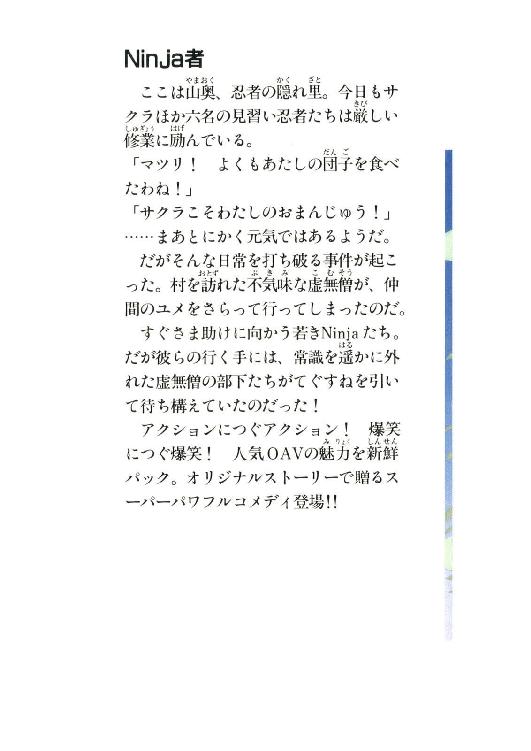 Ninja者
ここは山奥、忍者の隠れ里。今日もサ
クラほか六名の見習い忍者たちは厳しい
修業に励んでいる。
「マツリ！　よくもあたしの団子を食べ
たわね！」
「サクラこそわたしのおまんじゅう！」
……まあとにかく元気ではあるようだ。
だがそんな日常を打ち破る事件が起こ
った。村を訪れた不気味な虚無僧が、仲
間のユメをさらって行ってしまったのだ。
すぐさま助けに向かう若きNinjaたち。
だが彼らの行く手には、常識を遥かに外
れた虚無僧の部下たちがてぐすねを引い
て待ち構えていたのだった！
アクションにつぐアクション！　爆笑
につぐ爆笑！　人気OAVの魅力を新鮮
パック。オリジナルストーリーで贈るス
ーパーパワフルコメディ登場!!